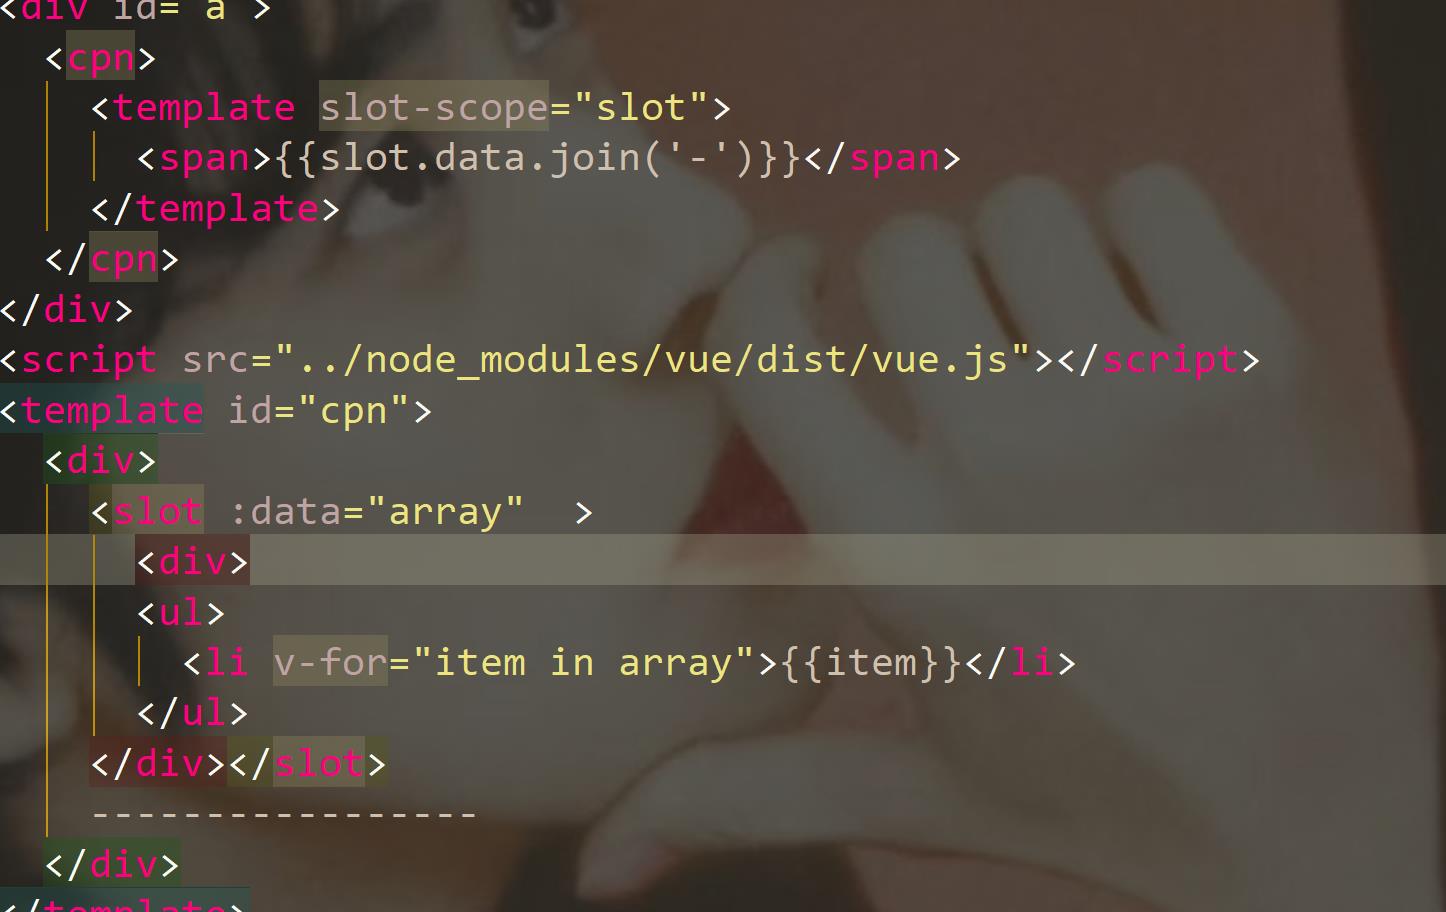 <div id="a">
<cpn>
<template slot-scope="slot">
<span>{{slot.data.join('-')}}</span>
</template>
</cpn>
</div>
<script src="../node_modules/vue/dist/vue.js"></script>
<template id="cpn">
<div>
<slot :data="array"  >
<div>
<ul>
<li v-for="item in array">{{item}}</li>
</ul>
</div></slot>
-----------------
</div>
</template>